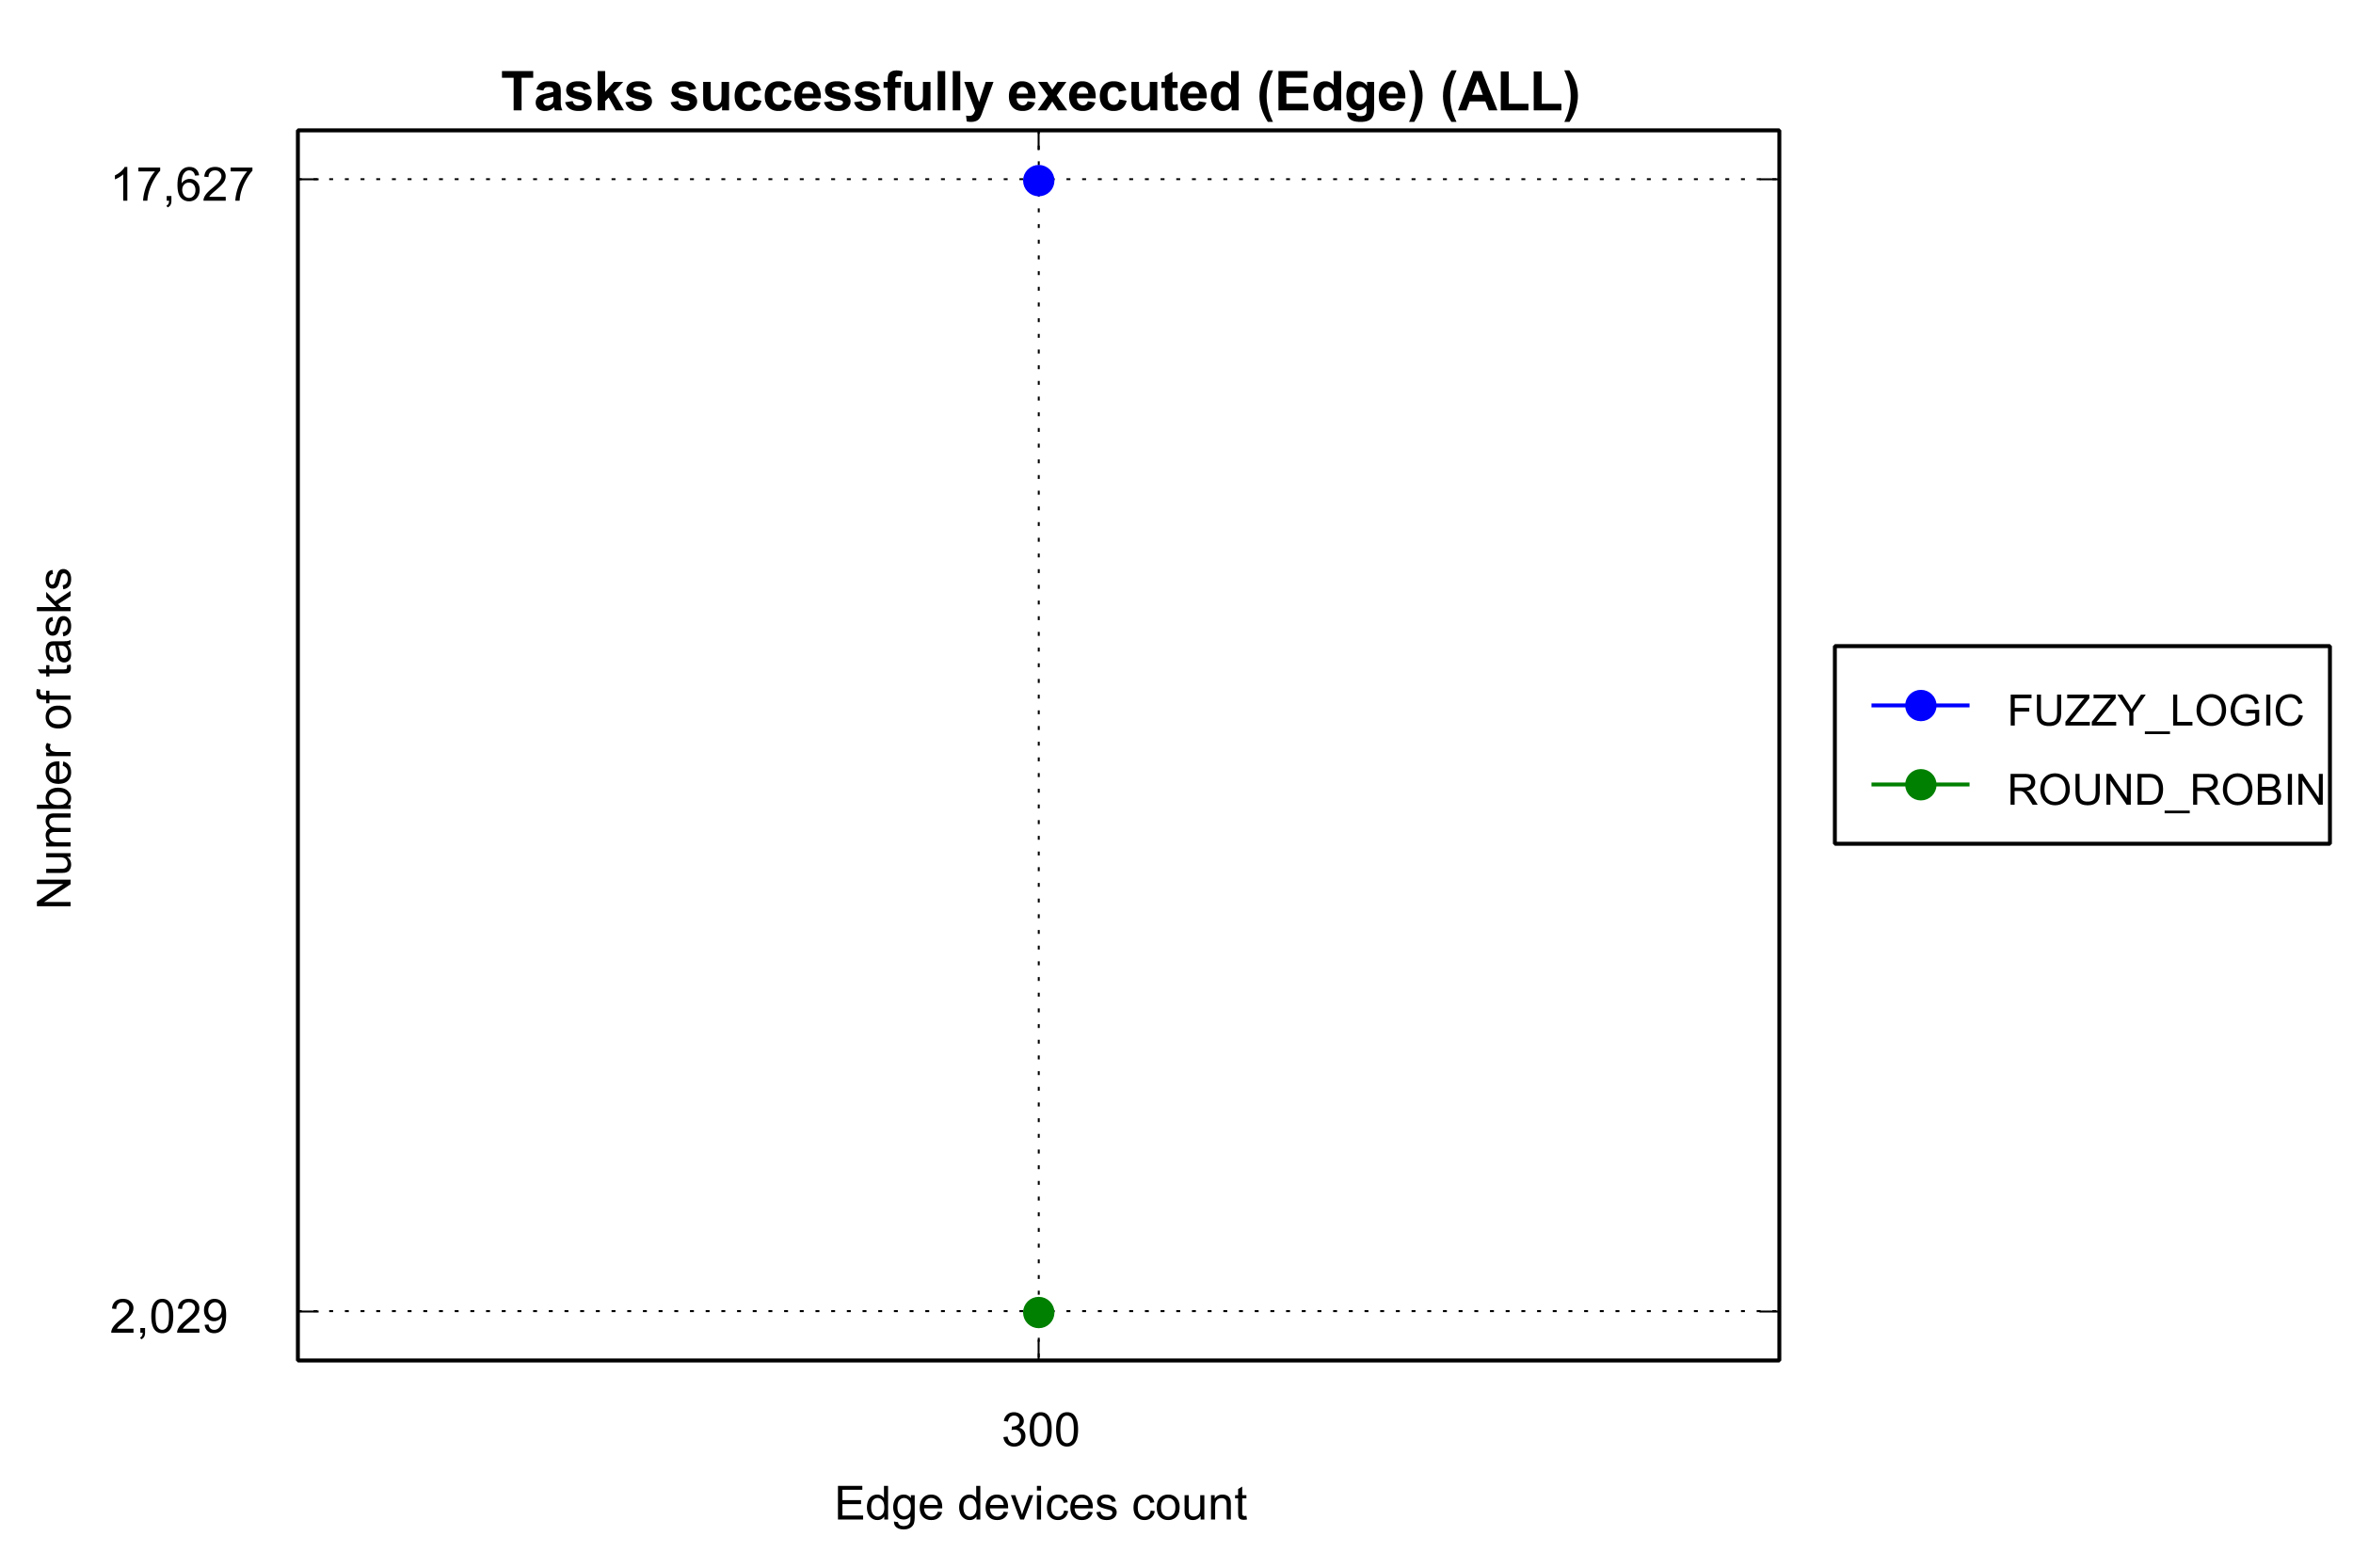 Tasks successfully executed (Edge) (ALL)
17,627
Number of tasks
FUZZY_LOGIC
ROUND_ROBIN
2,029
300
Edge devices count